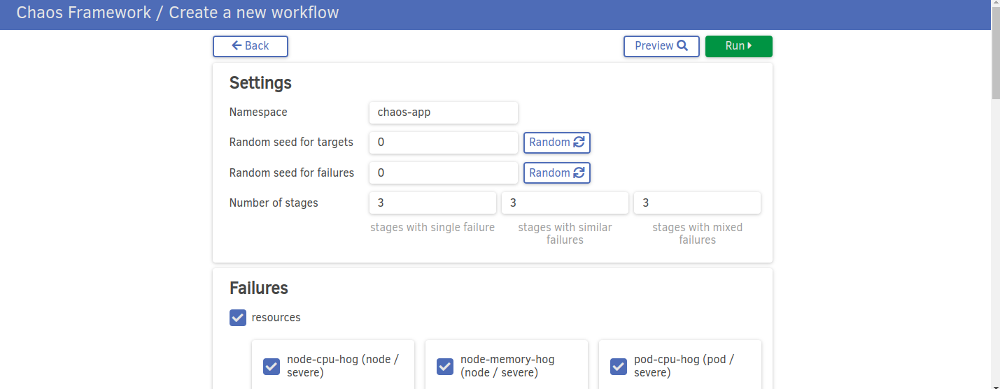 Chaos Framework / Create a new workflow
Back
Preview
Run
Settings
Namespace
chaos-app
Random seed for targets
0
Random
Random seed for failures
0
Random
Number of stages
3
3
3
stages with single failure
stages with similar
failures
stages with mixed
failures
Failures
resources
node-cpu-hog (node /
severe)
node-memory-hog
(node / severe)
pod-cpu-hog (pod /
severe)